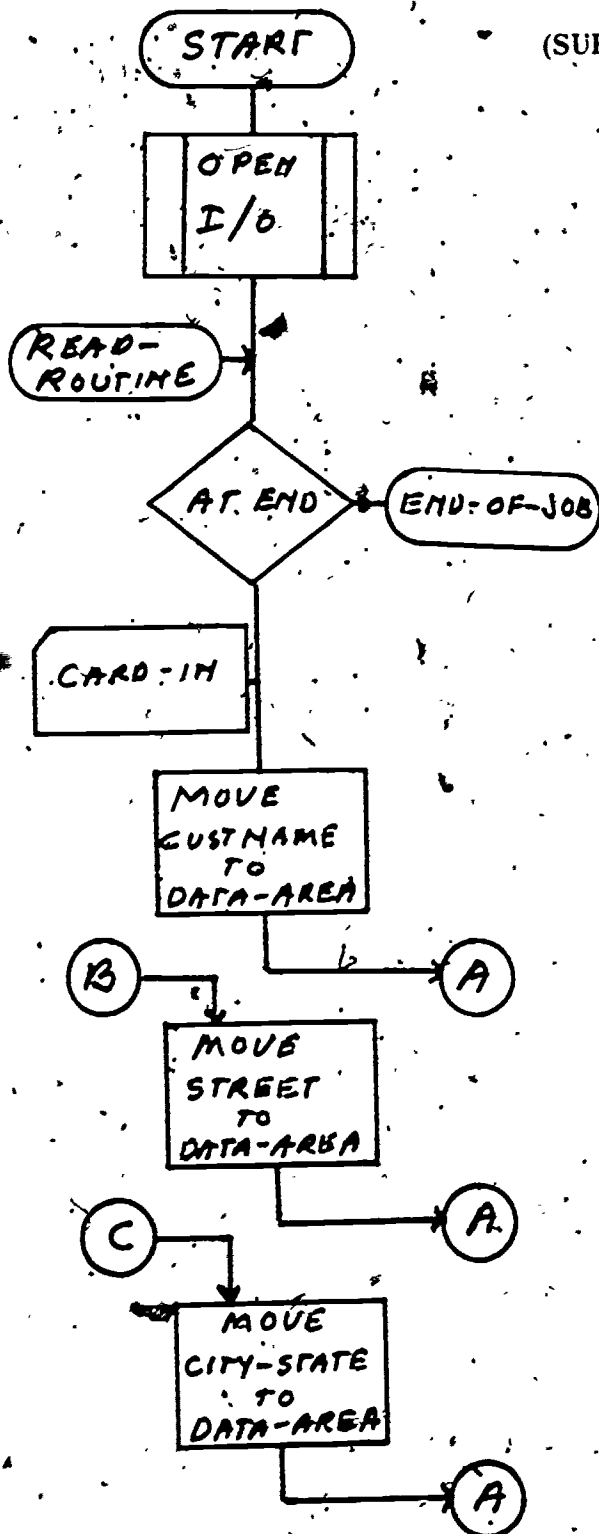 START
(SU
OPEN
I/O
READ-
ROUTINE
AT END
END-OF-JOB
CARD-IN
MOVE
CUSTNAME
TO
DATA-AREA
B
A
MOVE
STREET
TO
DATA-AREA
A
C
MOVE
CITY-STATE
TO
DATA-AREA
A